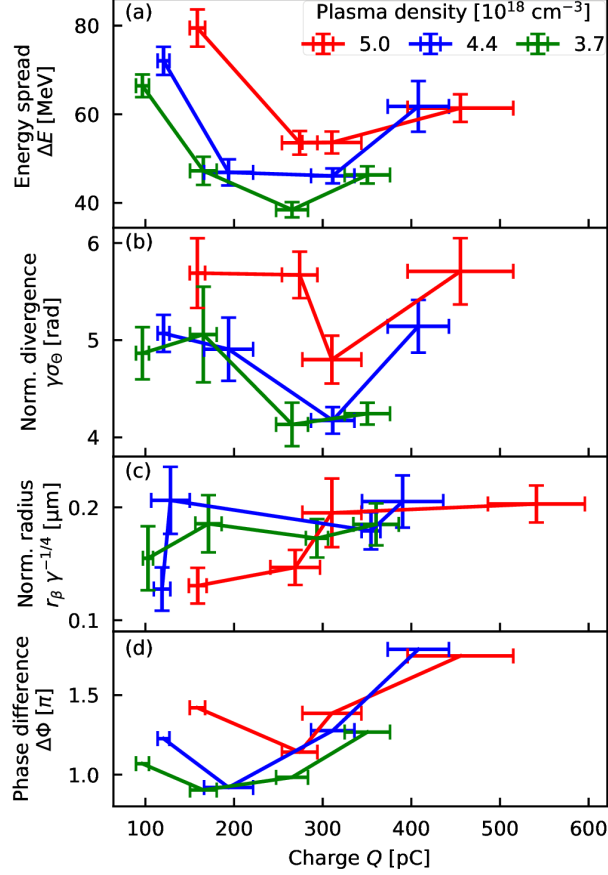 (a)
Plasma density [10¹⁸ cm⁻³]
5.0
4.4
3.7
80
60
40
Energy spread
ΔE [MeV]
(b)
6
5
4
Norm. divergence
γσ_Θ [rad]
(c)
0.2
0.1
Norm. radius
r_β γ⁻¹ᐟ⁴ [μm]
(d)
1.5
1.0
Phase difference
ΔΦ [π]
100 200 300 400 500 600
Charge Q [pC]